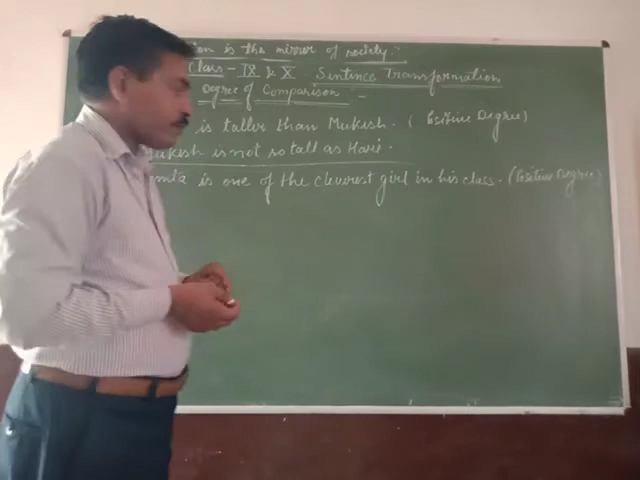 is the mirror of society.
Class - IX & X Sentence Transformation
Degree of Comparison -
is taller than Mukesh. (Positive Degree)
Mukesh is not so tall as Hari.
is one of the cleverest girl in his class. (Positive Degree)